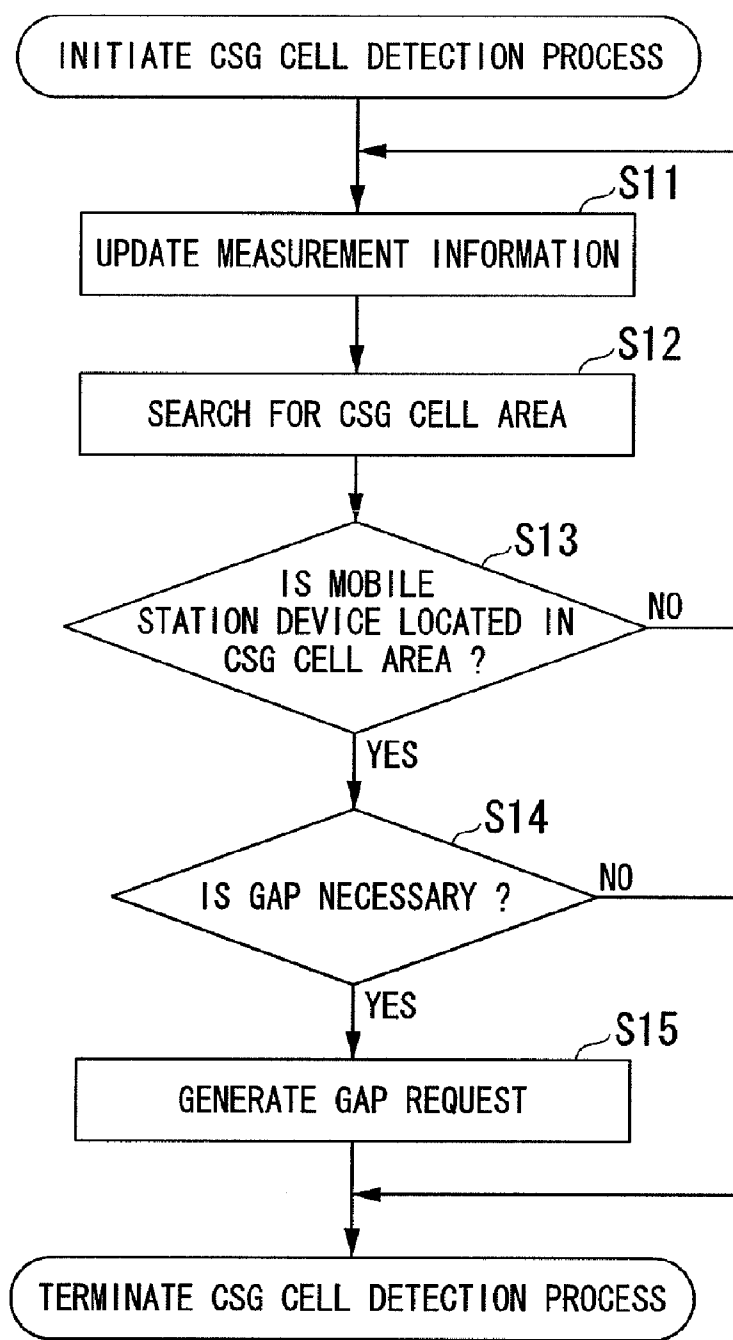 INITIATE CSG CELL DETECTION PROCESS
S11
UPDATE MEASUREMENT INFORMATION
S12
SEARCH FOR CSG CELL AREA
S13
IS MOBILE
STATION DEVICE LOCATED IN
CSG CELL AREA ?
NO
YES
S14
IS GAP NECESSARY ?
NO
YES
S15
GENERATE GAP REQUEST
TERMINATE CSG CELL DETECTION PROCESS